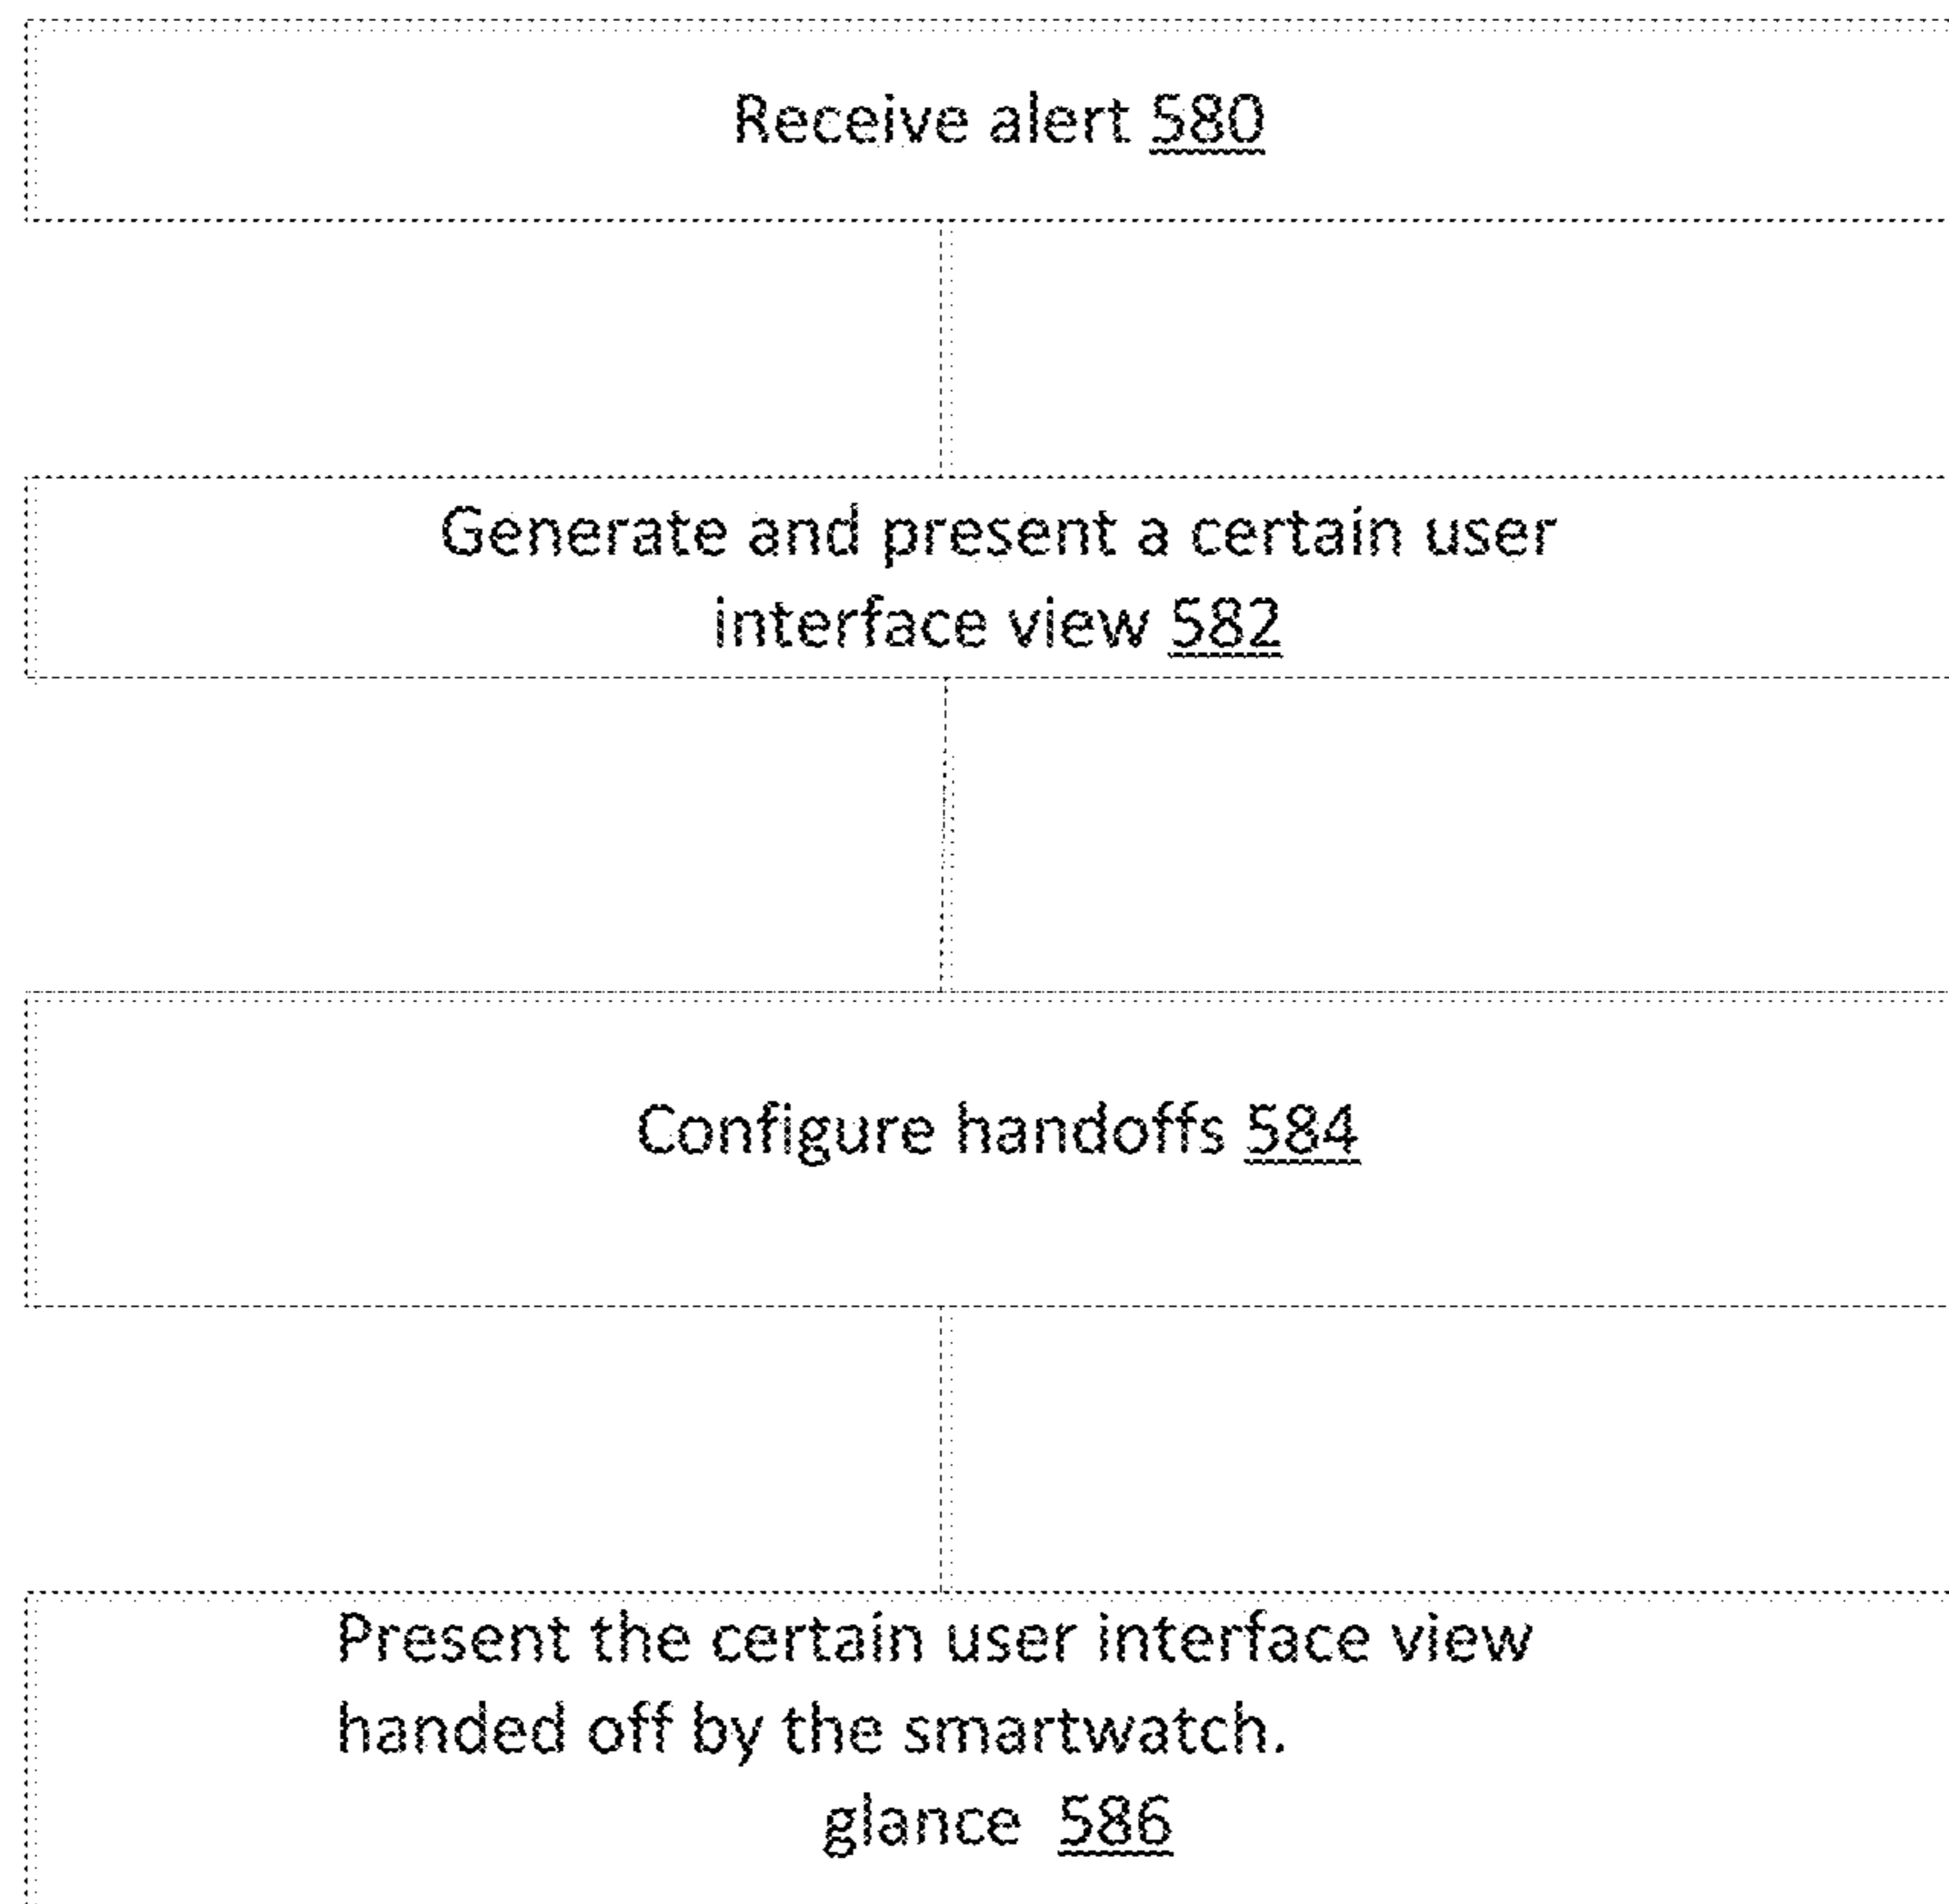 Receive alert 580
Generate and present a certain user
interface view 582
Configure handoffs 584
Present the certain user interface view
handed off by the smartwatch.
glance 586